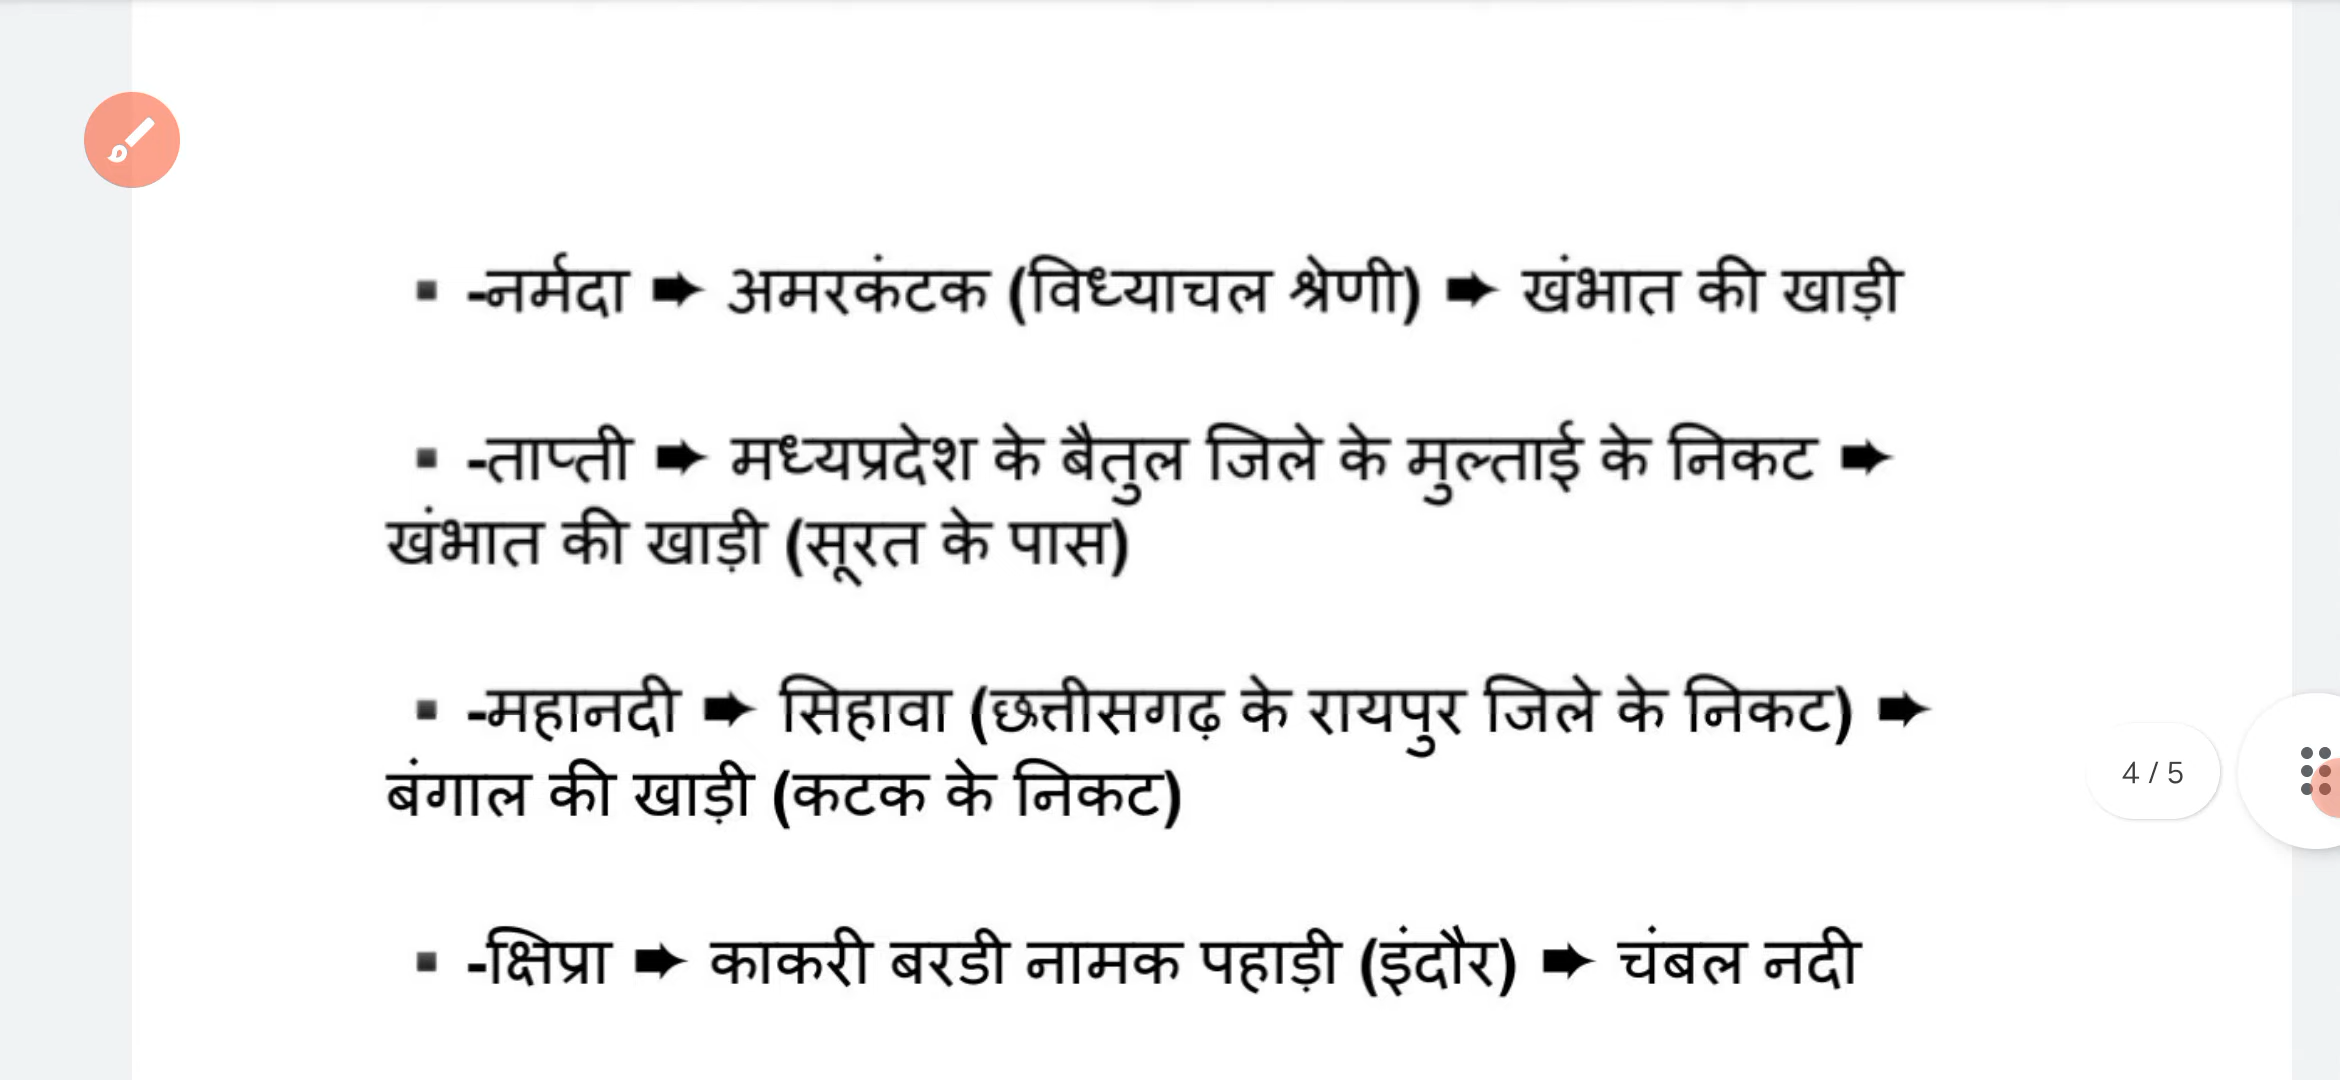 ▪ -नर्मदा ➨ अमरकंटक (विध्याचल श्रेणी) ➨ खंभात की खाड़ी
▪ -ताप्ती ➨ मध्यप्रदेश के बैतुल जिले के मुल्ताई के निकट ➨
खंभात की खाड़ी (सूरत के पास)
▪ -महानदी ➨ सिहावा (छत्तीसगढ़ के रायपुर जिले के निकट) ➨
4 / 5
बंगाल की खाड़ी (कटक के निकट)
▪ -क्षिप्रा ➨ काकरी बरडी नामक पहाड़ी (इंदौर) ➨ चंबल नदी